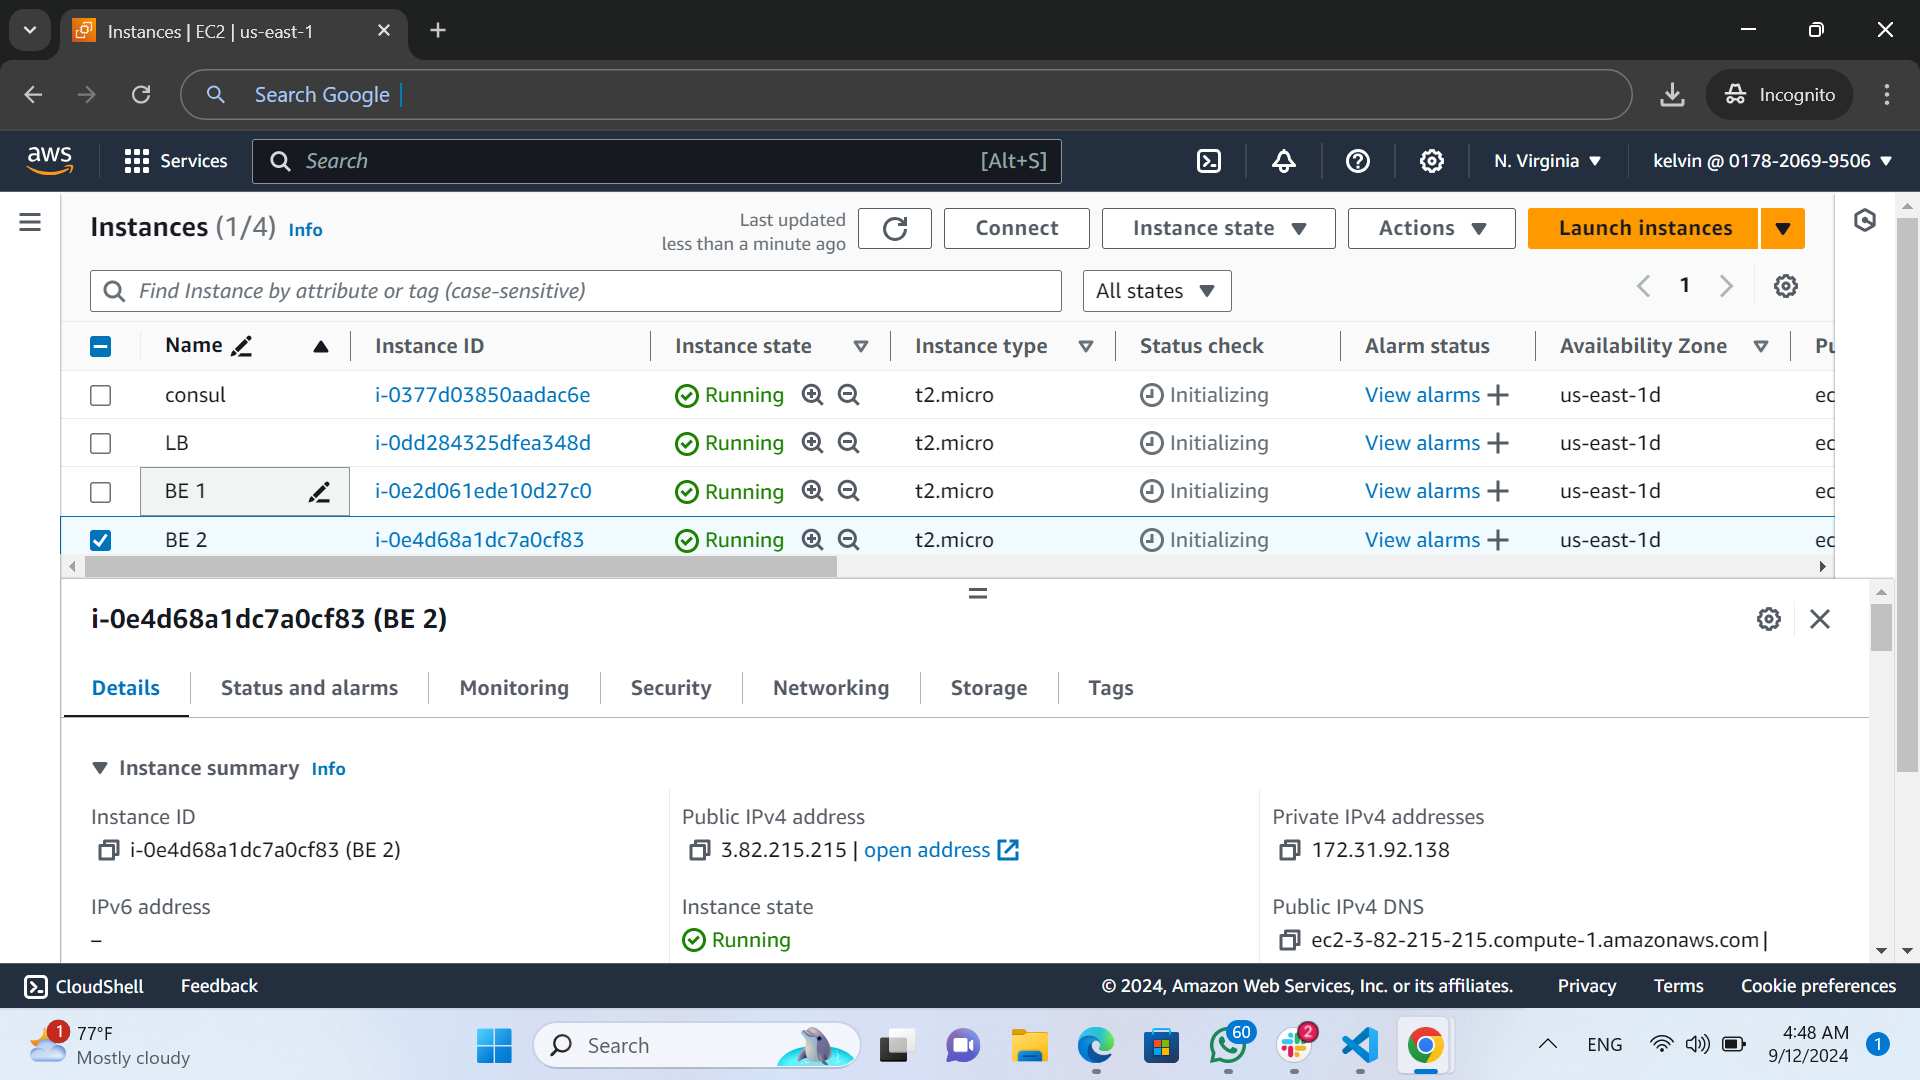 Instances | EC2 | us-east-1
Search Google
Incognito
aws
Services
Search
[Alt+S]
N. Virginia
kelvin @ 0178-2069-9506
Instances (1/4) Info
Last updated
less than a minute ago
Connect
Instance state
Actions
Launch instances
Find Instance by attribute or tag (case-sensitive)
All states
1
Name Instance ID Instance state Instance type Status check Alarm status Availability Zone Pu
consul i-0377d03850aadac6e Running t2.micro Initializing View alarms us-east-1d ec
LB i-0dd284325dfea348d Running t2.micro Initializing View alarms us-east-1d ec
BE 1 i-0e2d061ede10d27c0 Running t2.micro Initializing View alarms us-east-1d ec
BE 2 i-0e4d68a1dc7a0cf83 Running t2.micro Initializing View alarms us-east-1d ec
i-0e4d68a1dc7a0cf83 (BE 2)
Details Status and alarms Monitoring Security Networking Storage Tags
Instance summary Info
Instance ID
i-0e4d68a1dc7a0cf83 (BE 2)
Public IPv4 address
3.82.215.215 | open address
Private IPv4 addresses
172.31.92.138
IPv6 address
–
Instance state
Running
Public IPv4 DNS
ec2-3-82-215-215.compute-1.amazonaws.com |
CloudShell
Feedback
© 2024, Amazon Web Services, Inc. or its affiliates.
Privacy
Terms
Cookie preferences
1
77°F
Mostly cloudy
Search
60
2
ENG
4:48 AM
9/12/2024
1